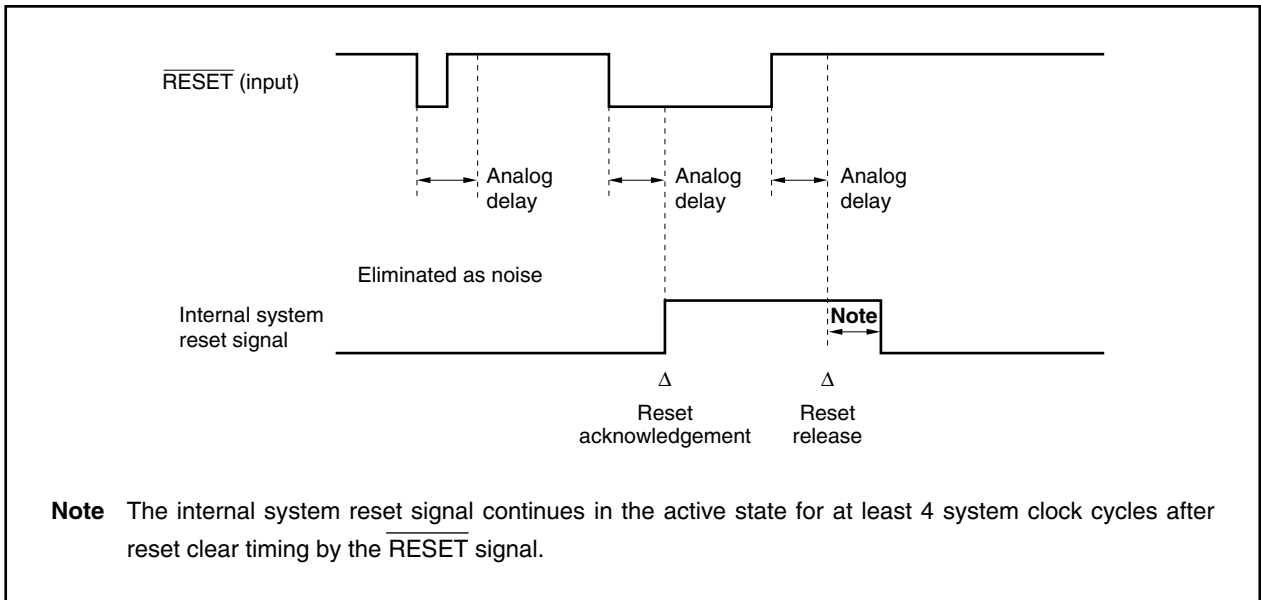 RESET (input)
Analog
delay
Analog
delay
Analog
delay
Eliminated as noise
Internal system
reset signal
Note
Δ
Δ
Reset
acknowledgement
Reset
release
Note The internal system reset signal continues in the active state for at least 4 system clock cycles after
reset clear timing by the RESET signal.